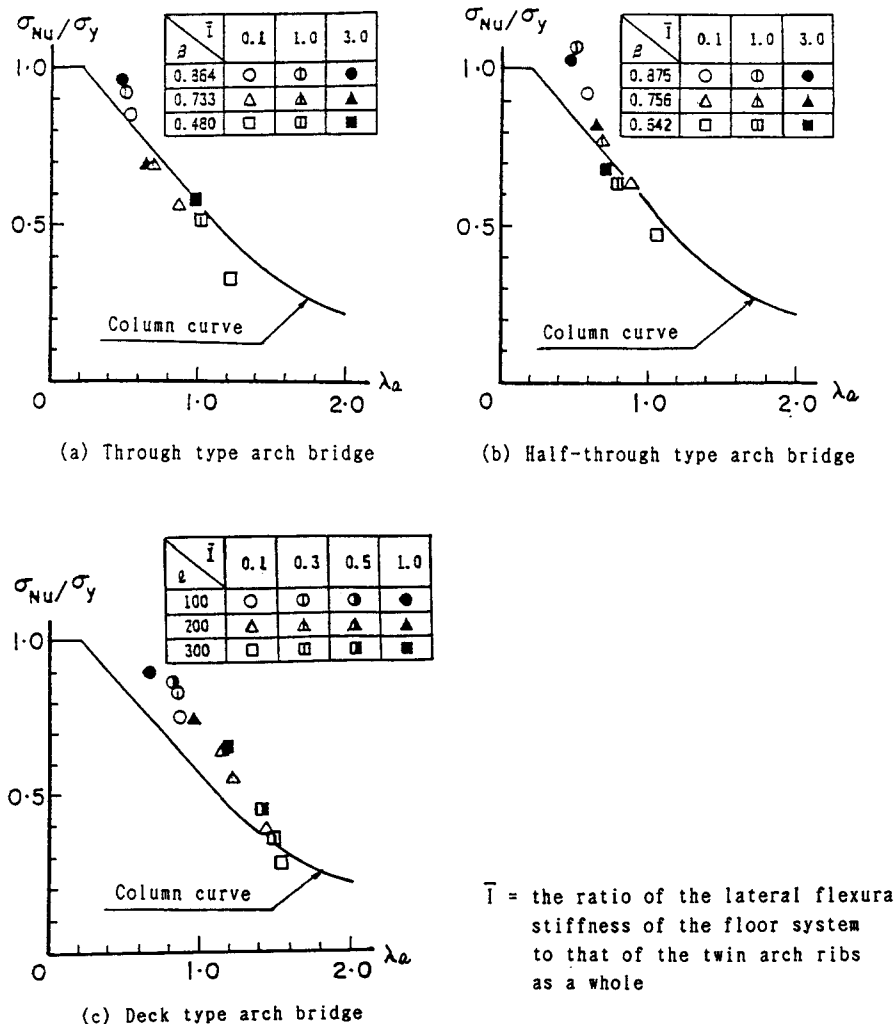 σNu/σy
β Ī 0.1 1.0 3.0
0.864
0.733
0.480
1.0
0.5
Column curve
0 1.0 2.0 λa
(a) Through type arch bridge
σNu/σy
β Ī 0.1 1.0 3.0
0.875
0.756
0.642
1.0
0.5
Column curve
0 1.0 2.0 λa
(b) Half-through type arch bridge
σNu/σy
ℓ Ī 0.1 0.3 0.5 1.0
100
200
300
1.0
0.5
Column curve
0 1.0 2.0 λa
(c) Deck type arch bridge
Ī = the ratio of the lateral flexura
stiffness of the floor system
to that of the twin arch ribs
as a whole